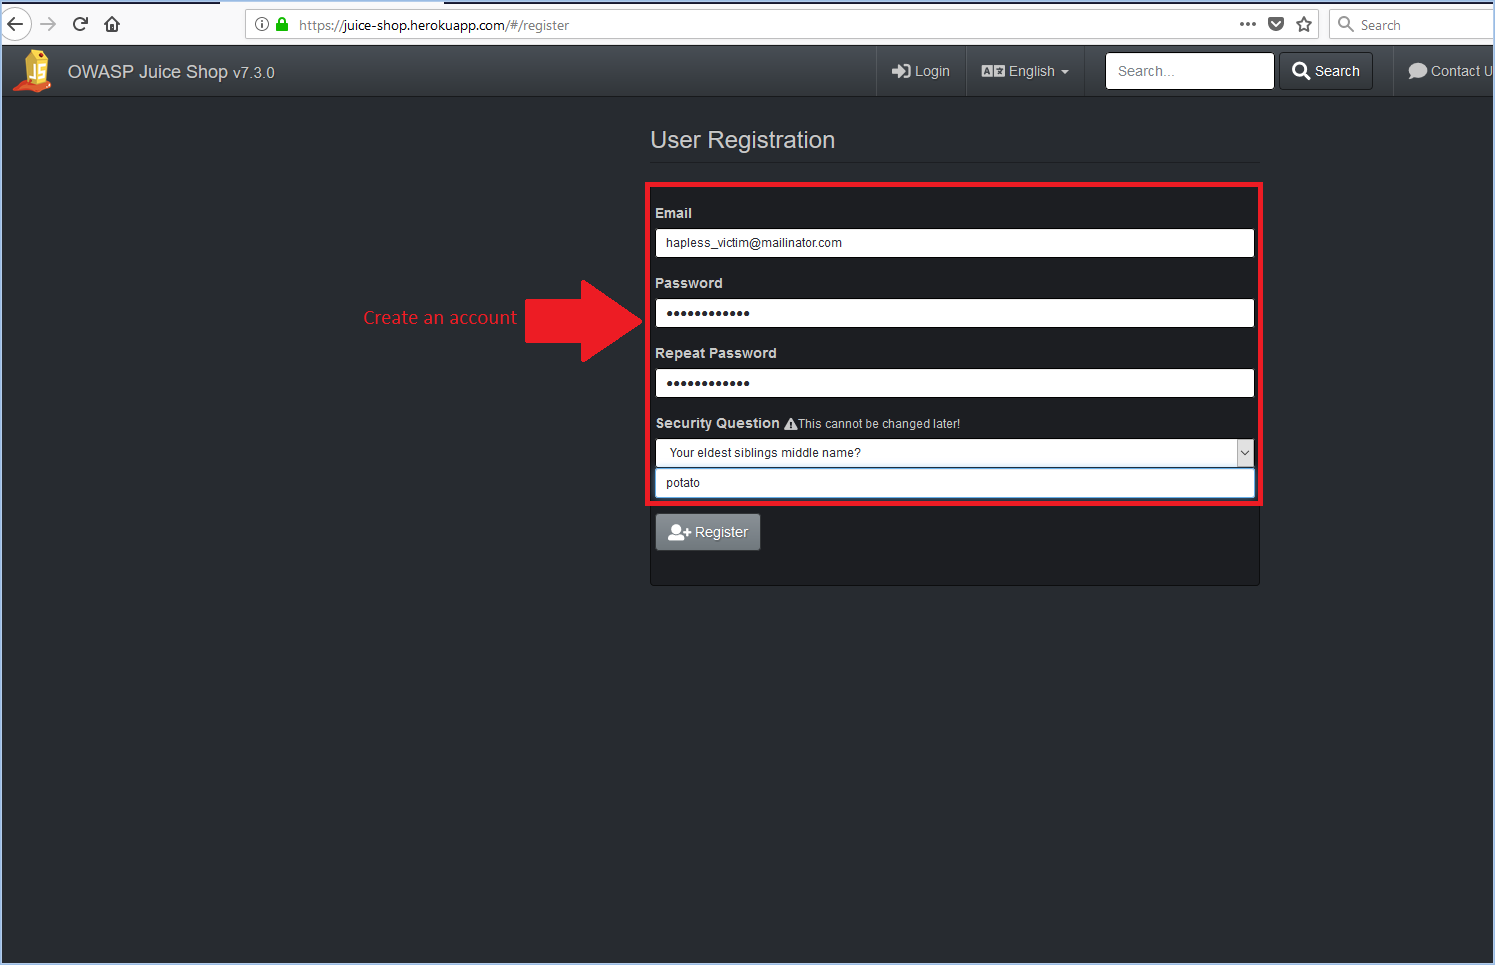 https://juice-shop.herokuapp.com/#/register
Search
JS
OWASP Juice Shop v7.3.0
Login
English
Search...
Search
Contact U
User Registration
Email
hapless_victim@mailinator.com
Password
••••••••••••
Create an account
Repeat Password
••••••••••••
Security Question This cannot be changed later!
Your eldest siblings middle name?
potato
Register